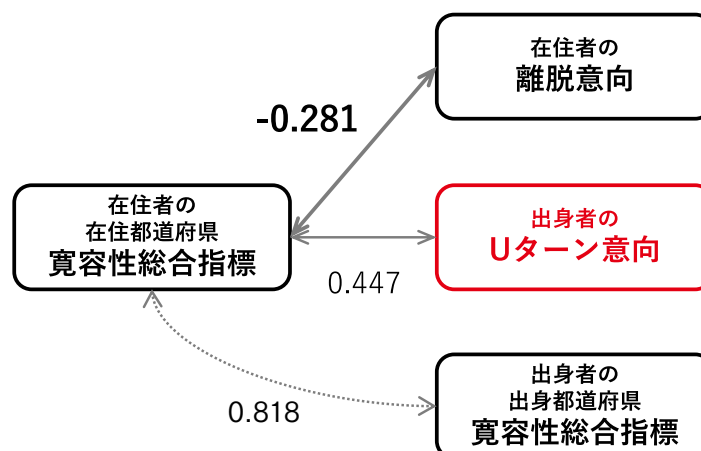 在住者の
離脱意向
-0.281
在住者の
在住都道府県
寛容性総合指標
出身者の
Uターン意向
0.447
出身者の
出身都道府県
寛容性総合指標
0.818